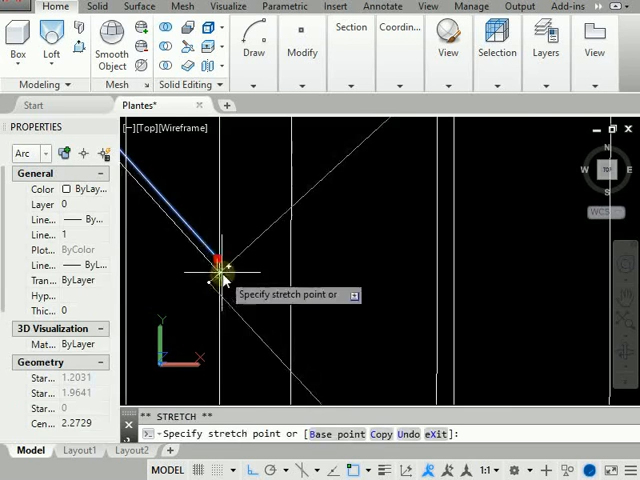 Home Solid Surface Mesh Visualize Parametric Insert Annotate View Manage Output Add-ins
Box Loft Smooth Object Draw Modify Section Coordin... View Selection Layers View
Modeling Mesh Solid Editing
Start Plantes*
PROPERTIES
[−][Top][Wireframe]
Arc
General
Color ByLay...
Layer 0
Line... By...
Line... 1
Plot... ByColor
Line... ByL...
Tran... ByLayer
Hyp...
Thic... 0
3D Visualization
Mat... ByLayer
Geometry
Star... 1.2031
Star... 1.9641
Star... 0
Cen... 2.2729
N
W TOP E
S
WCS
Specify stretch point or
Y
X
** STRETCH **
Specify stretch point or [Base point Copy Undo eXit]:
Model Layout1 Layout2 +
MODEL 1:1